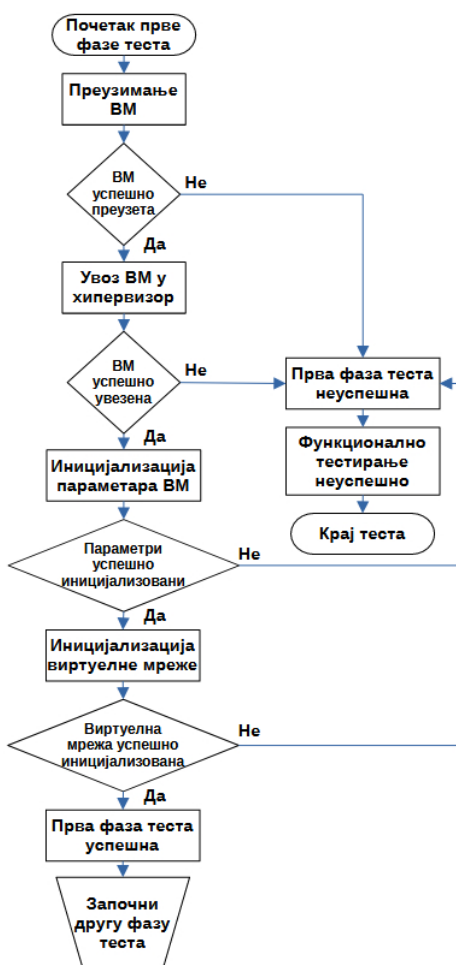 Почетак прве
фазе теста
Преузимање
ВМ
ВМ
успешно
преузета
Не
Да
Увоз ВМ у
хипервизор
ВМ
успешно
увезена
Не
Прва фаза теста
неуспешна
Да
Функционално
тестирање
неуспешно
Иницијализација
параметара ВМ
Крај теста
Параметри
успешно
иницијализовани
Не
Да
Иницијализација
виртуелне мреже
Виртуелна
мрежа успешно
иницијализована
Не
Да
Прва фаза теста
успешна
Започни
другу фазу
теста